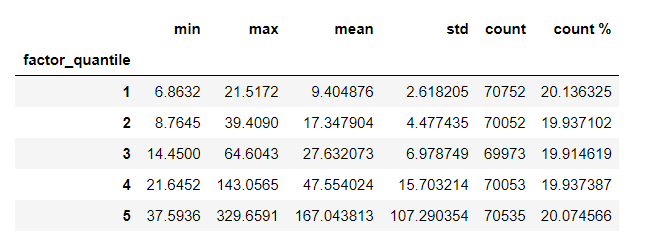 min max mean std count count %
factor_quantile
1 6.8632 21.5172 9.404876 2.618205 70752 20.136325
2 8.7645 39.4090 17.347904 4.477435 70052 19.937102
3 14.4500 64.6043 27.632073 6.978749 69973 19.914619
4 21.6452 143.0565 47.554024 15.703214 70053 19.937387
5 37.5936 329.6591 167.043813 107.290354 70535 20.074566